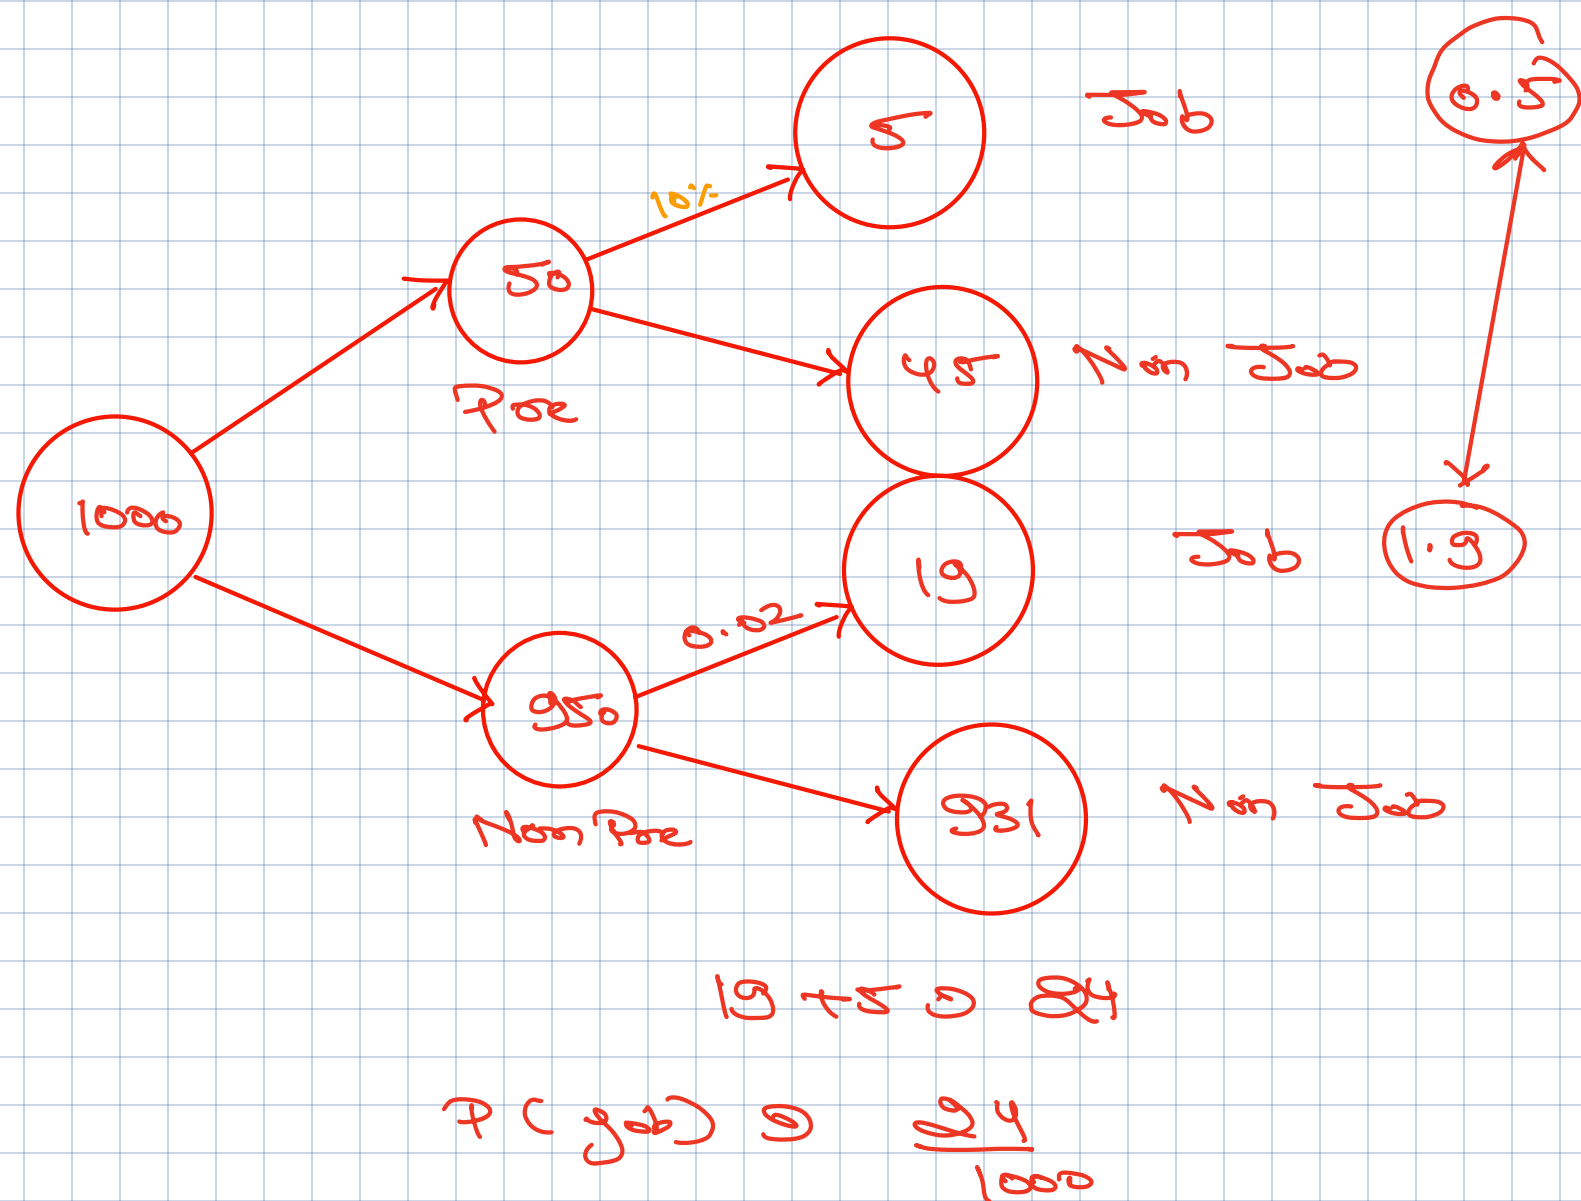 5 Job 0.5
10%
50
45 Non Job
Poe
1000
19 Job 1.9
0.02
950
931 Non Job
Non Poe
19 + 5 = 24
P(job) = 24
1000